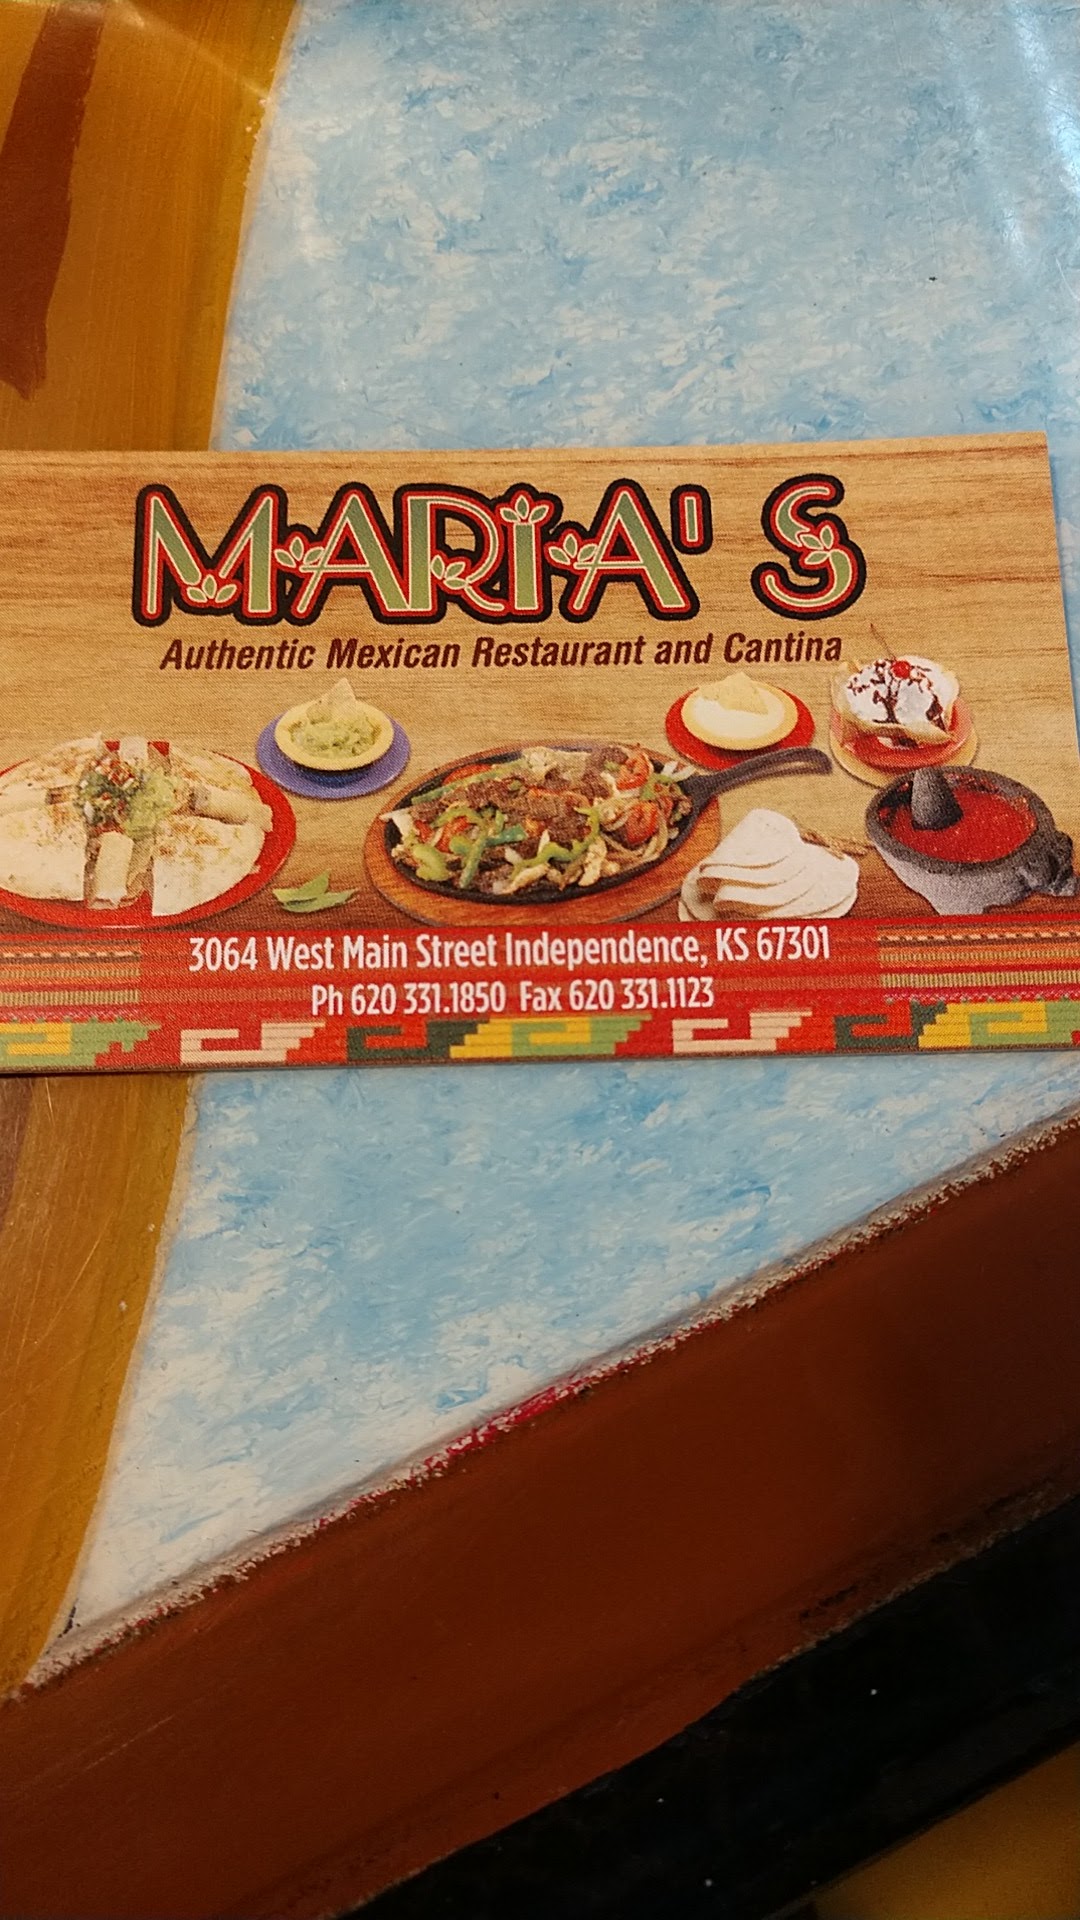 MARiA'S
Authentic Mexican Restaurant and Cantina
3064 West Main Street Independence, KS 67301
Ph 620 331.1850 Fax 620 331.1123